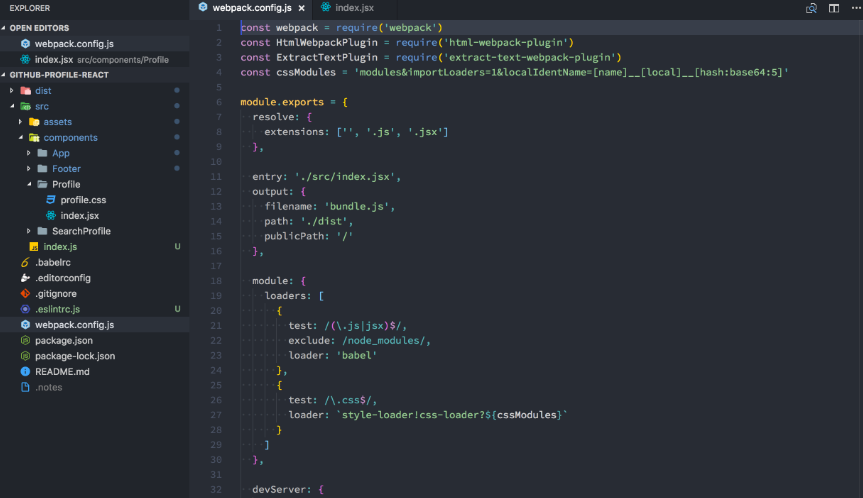 EXPLORER
OPEN EDITORS
webpack.config.js
index.jsx src/components/Profile
GITHUB-PROFILE-REACT
dist
src
assets
components
App
Footer
Profile
profile.css
index.jsx
SearchProfile
index.js U
.babelrc
.editorconfig
.gitignore
.eslintrc.js U
webpack.config.js
package.json
package-lock.json
README.md
.notes
webpack.config.js × index.jsx
1 const webpack = require('webpack')
2 const HtmlWebpackPlugin = require('html-webpack-plugin')
3 const ExtractTextPlugin = require('extract-text-webpack-plugin')
4 const cssModules = 'modules&importLoaders=1&localIdentName=[name]__[local]__[hash:base64:5]'
5
6 module.exports = {
7 resolve: {
8 extensions: ['', '.js', '.jsx']
9 },
10
11 entry: './src/index.jsx',
12 output: {
13 filename: 'bundle.js',
14 path: './dist',
15 publicPath: '/'
16 },
17
18 module: {
19 loaders: [
20 {
21 test: /(\.js|jsx)$/,
22 exclude: /node_modules/,
23 loader: 'babel'
24 },
25 {
26 test: /\.css$/,
27 loader: `style-loader!css-loader?${cssModules}`
28 }
29 ]
30 },
31
32 devServer: {